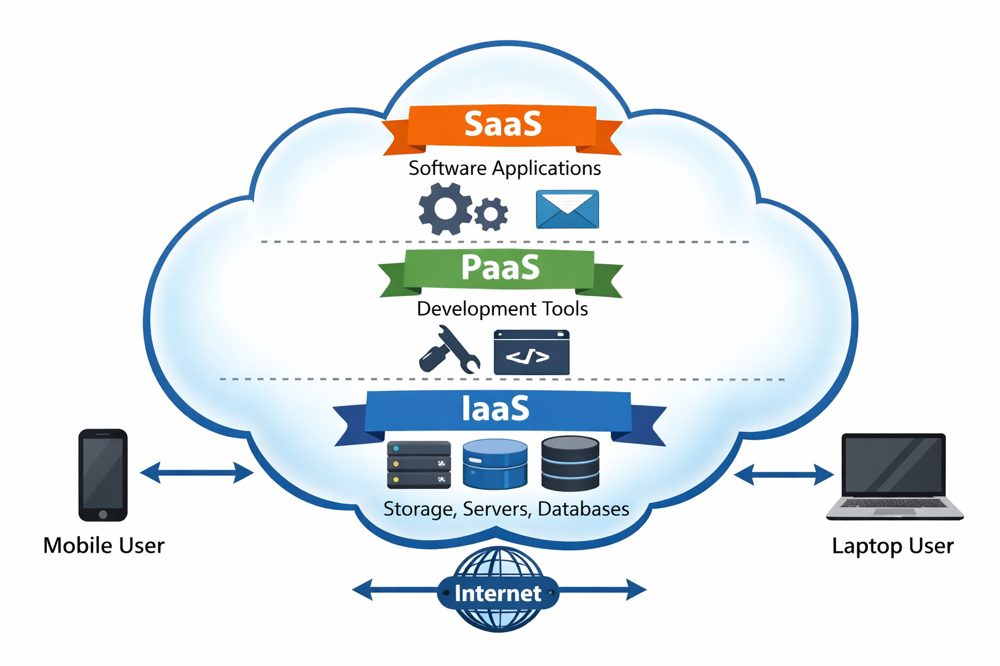 SaaS
Software Applications
PaaS
Development Tools
</>
IaaS
Storage, Servers, Databases
Mobile User
Laptop User
Internet